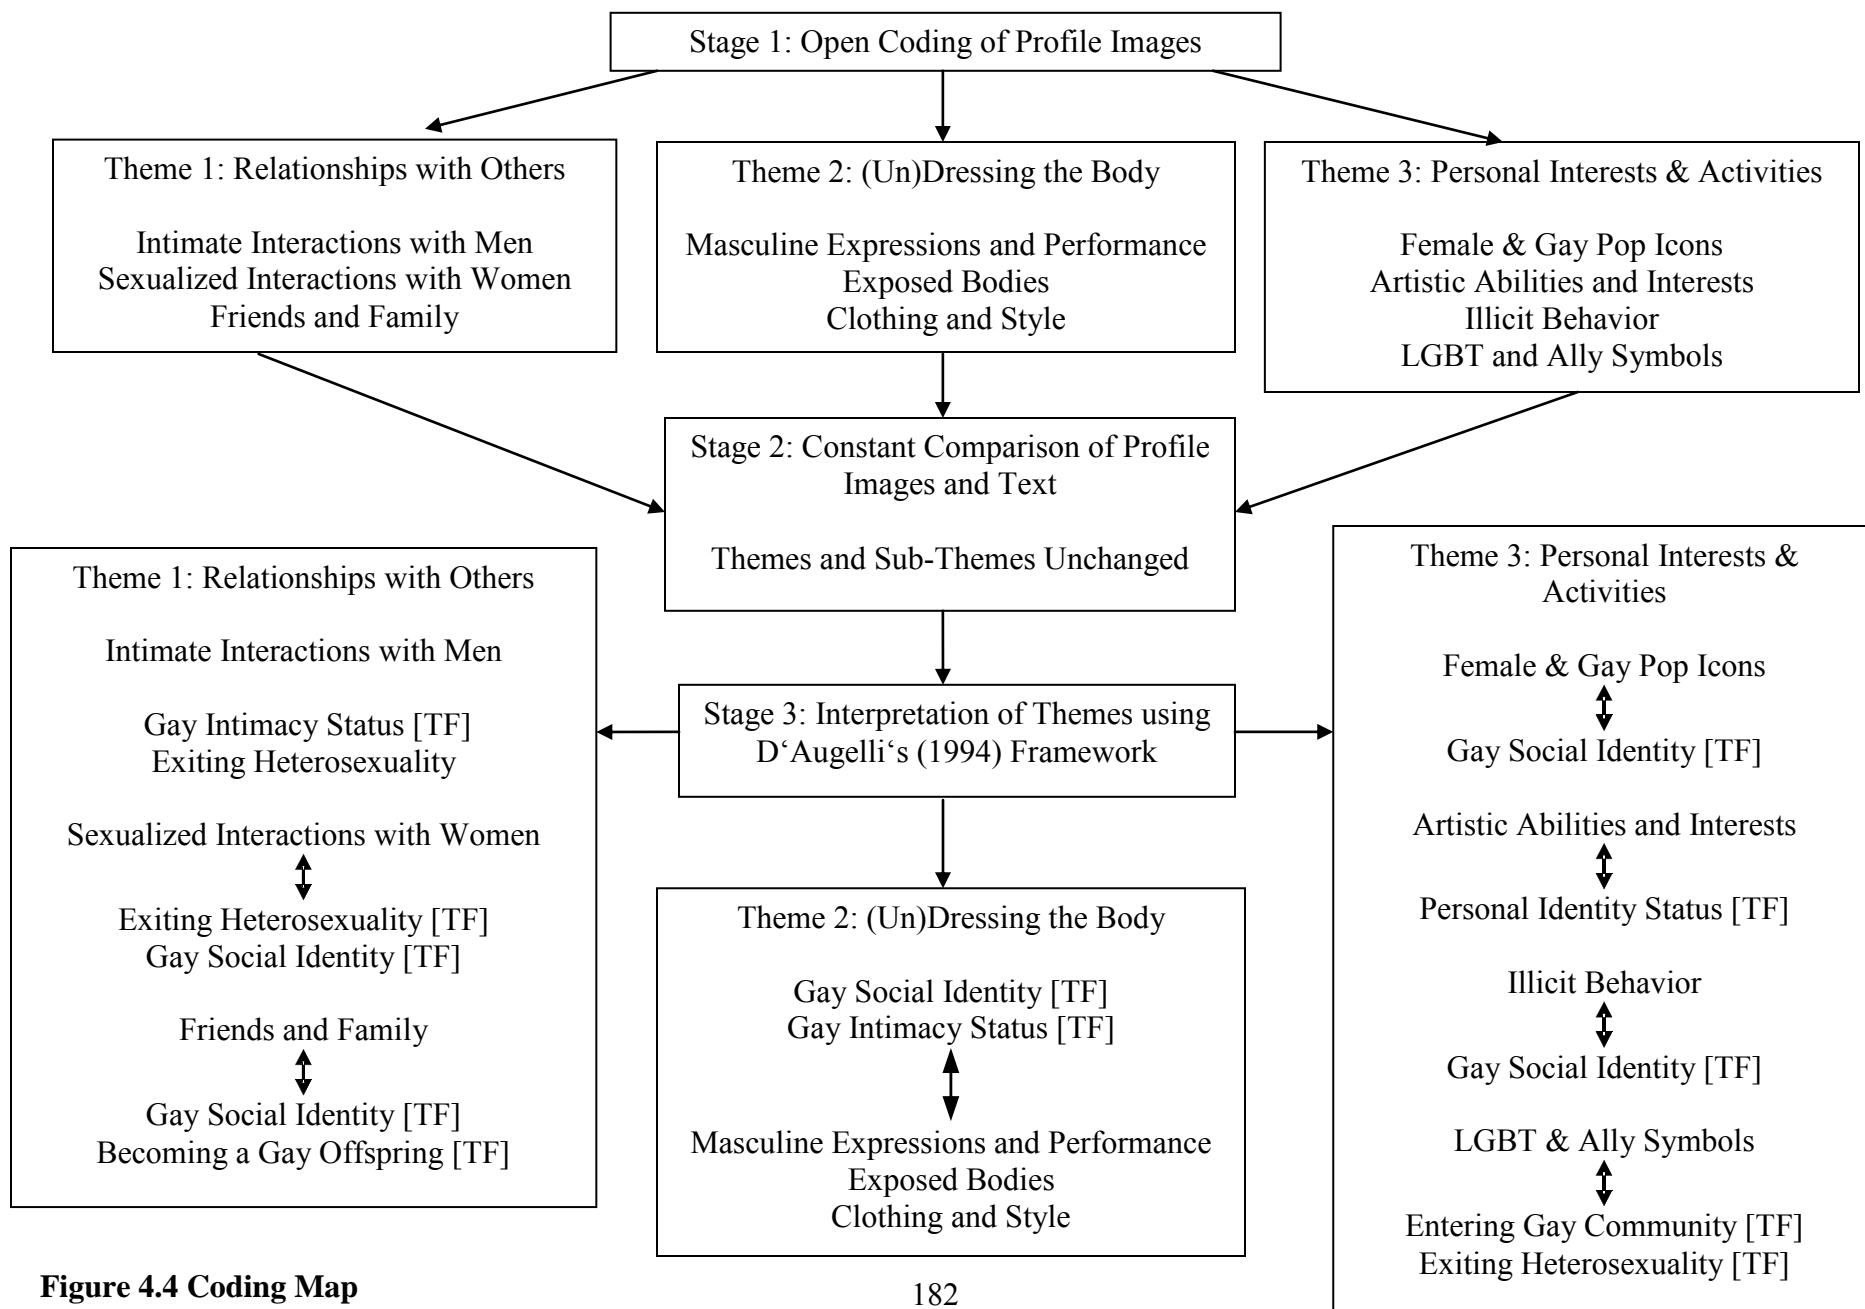 Stage 1: Open Coding of Profile Images
Theme 1: Relationships with Others
Intimate Interactions with Men
Sexualized Interactions with Women
Friends and Family
Theme 2: (Un)Dressing the Body
Masculine Expressions and Performance
Exposed Bodies
Clothing and Style
Theme 3: Personal Interests & Activities
Female & Gay Pop Icons
Artistic Abilities and Interests
Illicit Behavior
LGBT and Ally Symbols
Stage 2: Constant Comparison of Profile
Images and Text
Themes and Sub-Themes Unchanged
Stage 3: Interpretation of Themes using
D‘Augelli‘s (1994) Framework
Theme 1: Relationships with Others
Intimate Interactions with Men
Gay Intimacy Status [TF]
Exiting Heterosexuality
Sexualized Interactions with Women
Exiting Heterosexuality [TF]
Gay Social Identity [TF]
Friends and Family
Gay Social Identity [TF]
Becoming a Gay Offspring [TF]
Theme 2: (Un)Dressing the Body
Gay Social Identity [TF]
Gay Intimacy Status [TF]
Masculine Expressions and Performance
Exposed Bodies
Clothing and Style
Theme 3: Personal Interests &
Activities
Female & Gay Pop Icons
Gay Social Identity [TF]
Artistic Abilities and Interests
Personal Identity Status [TF]
Illicit Behavior
Gay Social Identity [TF]
LGBT & Ally Symbols
Entering Gay Community [TF]
Exiting Heterosexuality [TF]
Figure 4.4 Coding Map
182